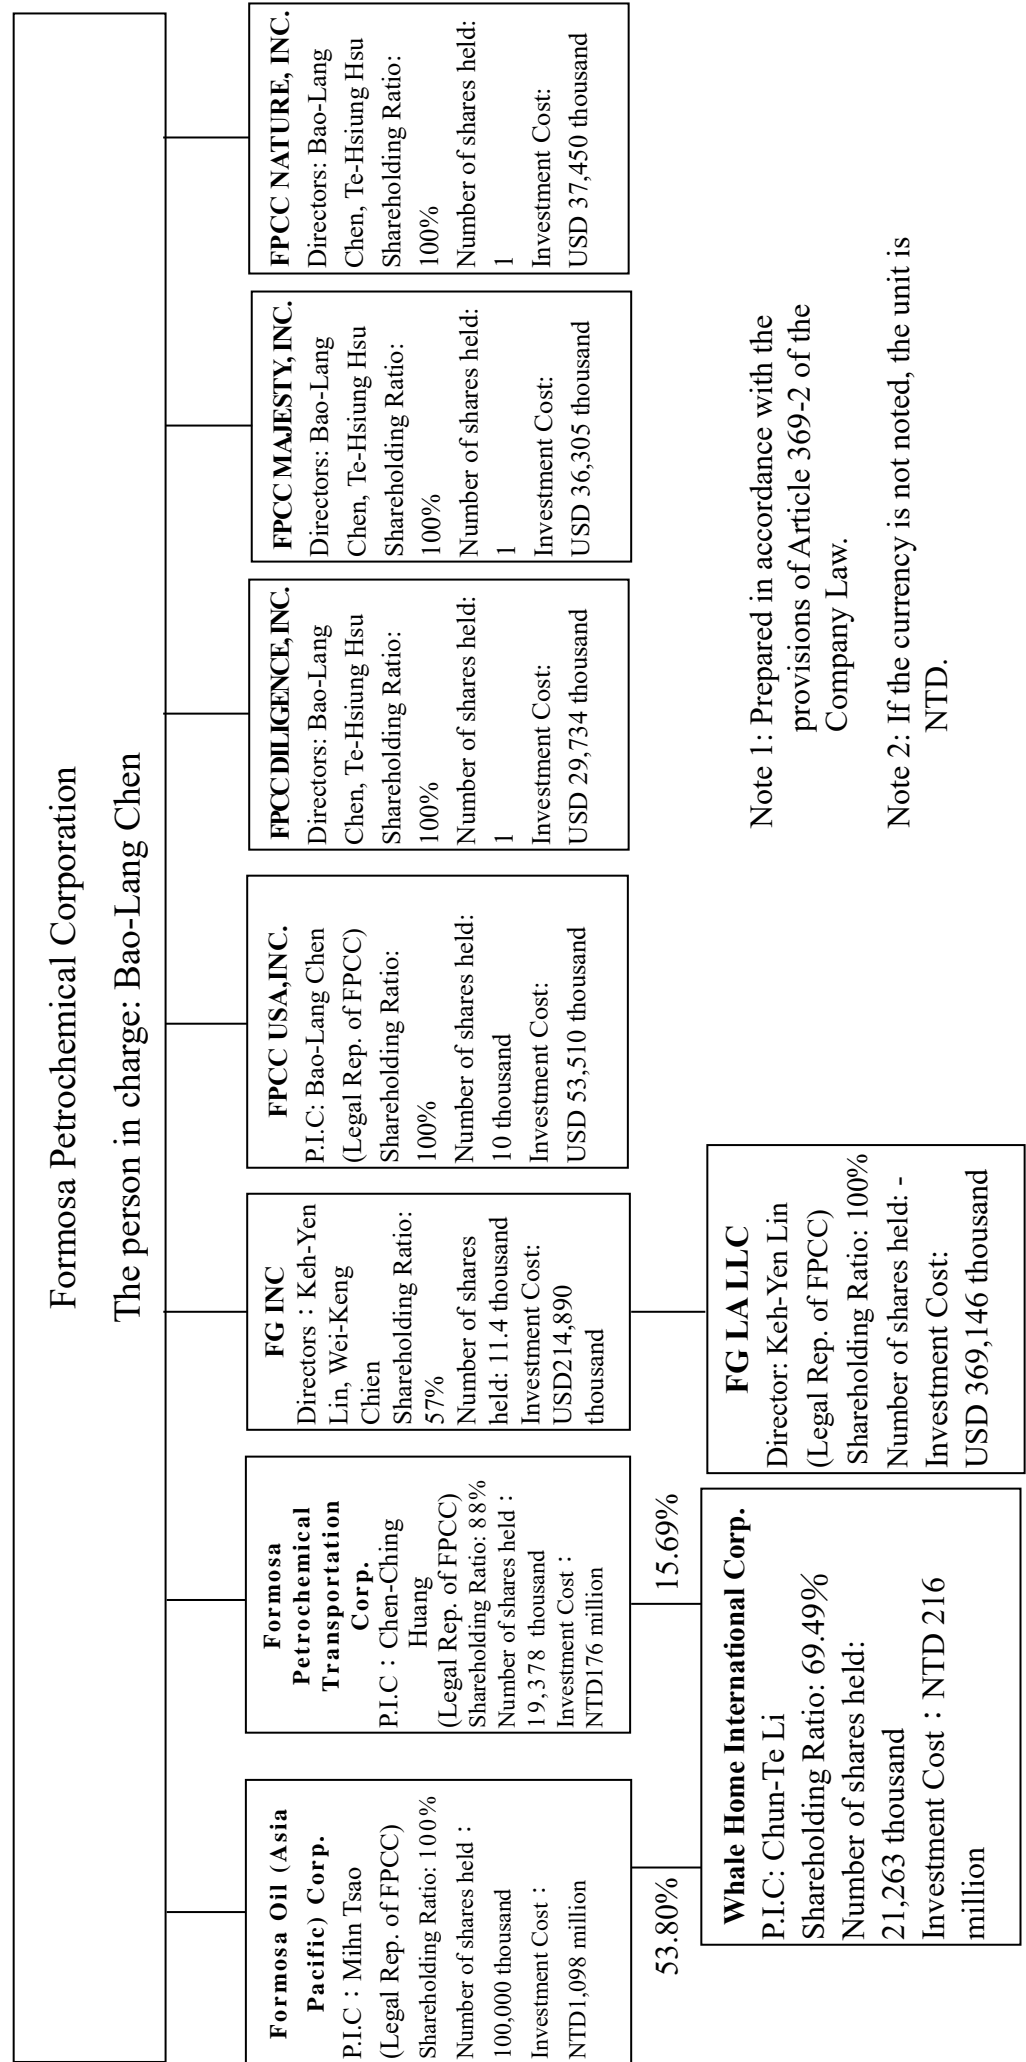 Formosa Petrochemical Corporation
The person in charge: Bao-Lang Chen
Formosa Oil (Asia
Pacific) Corp.
P.I.C：Mihn Tsao
(Legal Rep. of FPCC)
Shareholding Ratio: 100%
Number of shares held：
100,000 thousand
Investment Cost：
NTD1,098 million
Formosa
Petrochemical
Transportation
Corp.
P.I.C：Chen-Ching
Huang
(Legal Rep. of FPCC)
Shareholding Ratio: 88%
Number of shares held：
19,378 thousand
Investment Cost：
NTD176 million
FG INC
Directors：Keh-Yen
Lin, Wei-Keng
Chien
Shareholding Ratio:
57%
Number of shares
held: 11.4 thousand
Investment Cost:
USD214,890
thousand
FPCC USA,INC.
P.I.C: Bao-Lang Chen
(Legal Rep. of FPCC)
Shareholding Ratio:
100%
Number of shares held:
10 thousand
Investment Cost:
USD 53,510 thousand
FPCC DILIGENCE, INC.
Directors: Bao-Lang
Chen, Te-Hsiung Hsu
Shareholding Ratio:
100%
Number of shares held:
1
Investment Cost:
USD 29,734 thousand
FPCC MAJESTY, INC.
Directors: Bao-Lang
Chen, Te-Hsiung Hsu
Shareholding Ratio:
100%
Number of shares held:
1
Investment Cost:
USD 36,305 thousand
FPCC NATURE, INC.
Directors: Bao-Lang
Chen, Te-Hsiung Hsu
Shareholding Ratio:
100%
Number of shares held:
1
Investment Cost:
USD 37,450 thousand
53.80%
15.69%
Whale Home International Corp.
P.I.C: Chun-Te Li
Shareholding Ratio: 69.49%
Number of shares held:
21,263 thousand
Investment Cost：NTD 216
million
FG LA LLC
Director: Keh-Yen Lin
(Legal Rep. of FPCC)
Shareholding Ratio: 100%
Number of shares held: -
Investment Cost:
USD 369,146 thousand
Note 1: Prepared in accordance with the
provisions of Article 369-2 of the
Company Law.
Note 2: If the currency is not noted, the unit is
NTD.